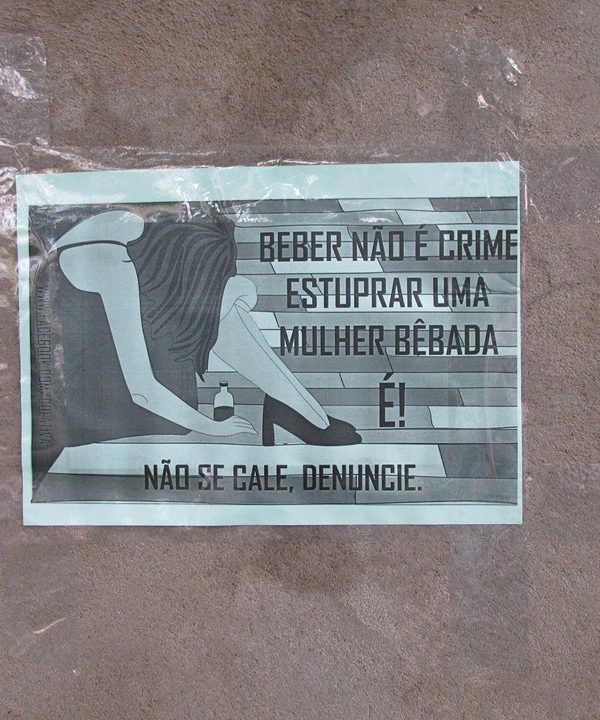 BEBER NÃO É CRIME
ESTUPRAR UMA
MULHER BÊBADA
É!
NÃO SE CALE, DENUNCIE.